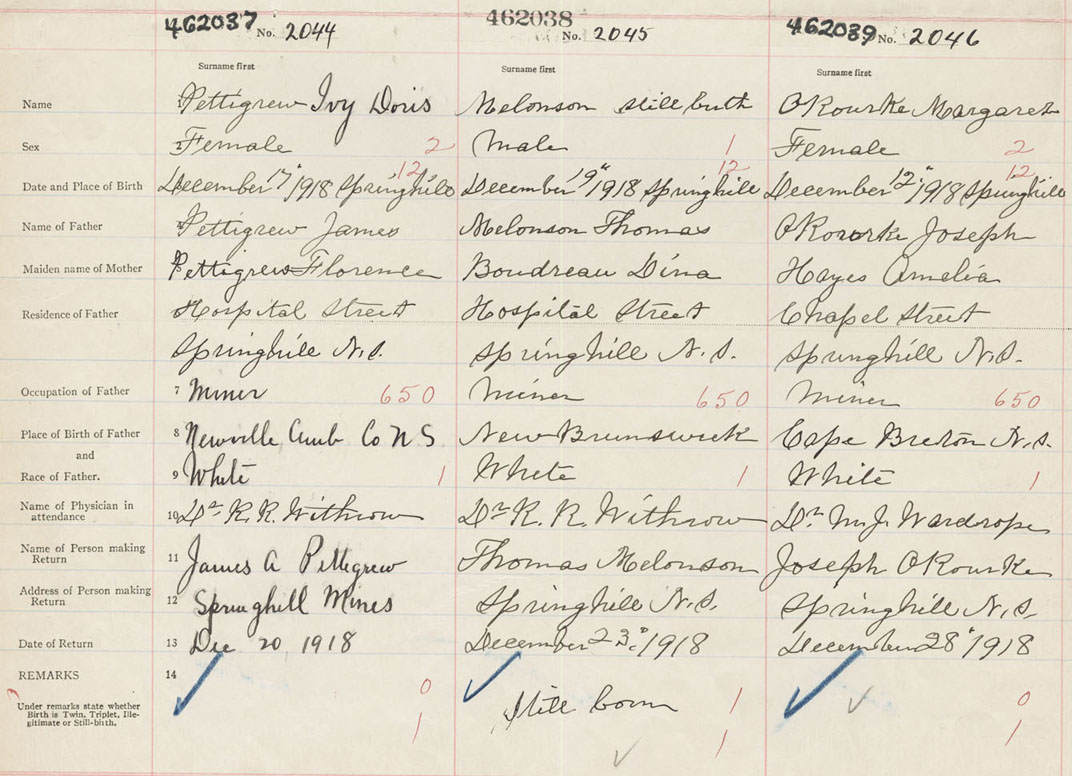 462037 No. 2044 462038 No. 2045 462039 No. 2046
Surname first Surname first Surname first
Name 1 Pettigrew Ivy Doris Melonson Still birth O'Rourke Margaret
Sex 2 Female 2 Male 1 Female 2
12 12 12
Date and Place of Birth December 17" 1918 Springhill December 19" 1918 Springhill December 12" 1918 Springhill
Name of Father Pettigrew James Melonson Thomas O'Rourke Joseph
Maiden name of Mother Pettigrew Florence Boudreau Dina Hayes Amelia
Residence of Father Hospital Street Hospital Street Chapel Street
Springhill N.S. Springhill N.S. Springhill N.S.
Occupation of Father 7 Miner 650 Miner 650 Miner 650
Place of Birth of Father 8 Newville Cumb Co N S New Brunswick Cape Breton N.S.
and
Race of Father. 9 White 1 White 1 White 1
Name of Physician in
attendance 10 Dr K.R. Withrow Dr K.R. Withrow Dr M.J. Wardrope
Name of Person making
Return 11 James A Pettigrew Thomas Melonson Joseph O'Rourke
Address of Person making
Return 12 Springhill Mines Springhill N.S. Springhill N.S.
Date of Return 13 Dec 20 1918 December 23" 1918 December 28" 1918
REMARKS 14
0 Still born 1 0
Under remarks state whether
Birth is Twin, Triplet, Ille-
gitimate or Still-birth.
1 1 1